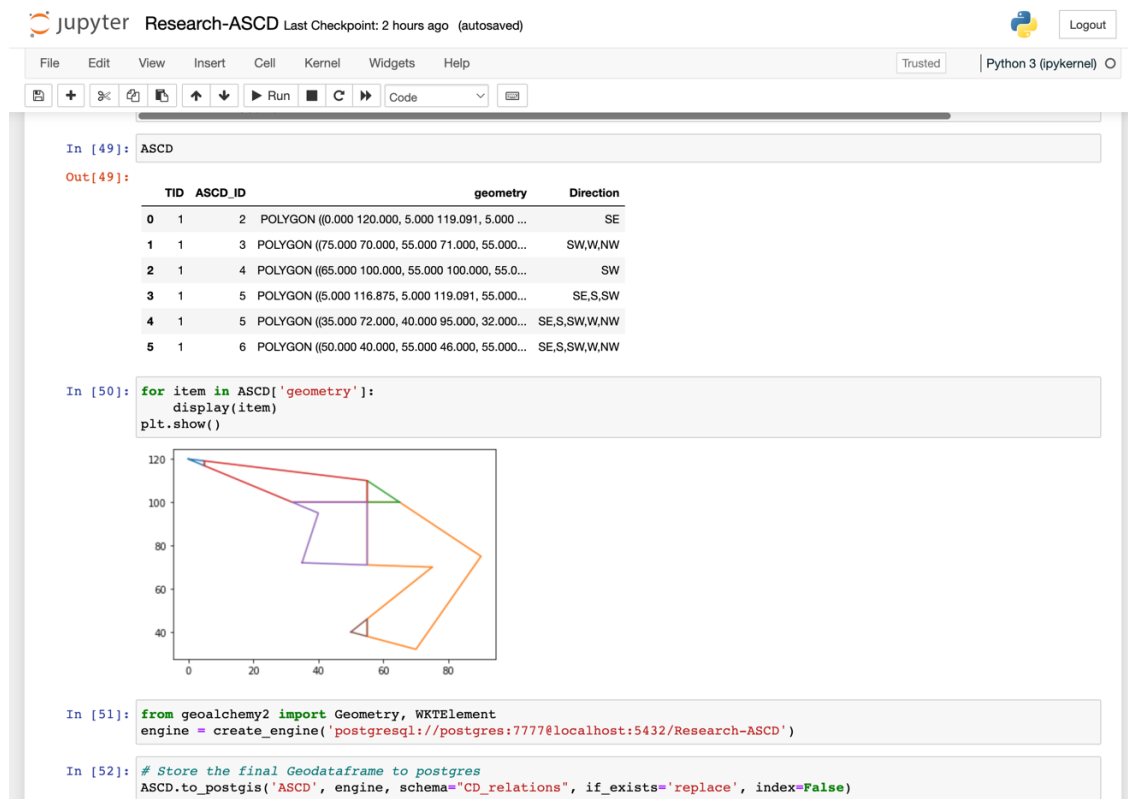 jupyter Research-ASCD Last Checkpoint: 2 hours ago (autosaved)
Logout
File Edit View Insert Cell Kernel Widgets Help
Trusted
Python 3 (ipykernel)
Run
Code
In [49]: ASCD
Out[49]:
TID ASCD_ID geometry Direction
0 1 2 POLYGON ((0.000 120.000, 5.000 119.091, 5.000 ... SE
1 1 3 POLYGON ((75.000 70.000, 55.000 71.000, 55.000... SW,W,NW
2 1 4 POLYGON ((65.000 100.000, 55.000 100.000, 55.0... SW
3 1 5 POLYGON ((5.000 116.875, 5.000 119.091, 55.000... SE,S,SW
4 1 5 POLYGON ((35.000 72.000, 40.000 95.000, 32.000... SE,S,SW,W,NW
5 1 6 POLYGON ((50.000 40.000, 55.000 46.000, 55.000... SE,S,SW,W,NW
In [50]: for item in ASCD['geometry']:
    display(item)
plt.show()
120
100
80
60
40
0 20 40 60 80
In [51]: from geoalchemy2 import Geometry, WKTElement
engine = create_engine('postgresql://postgres:7777@localhost:5432/Research-ASCD')
In [52]: # Store the final Geodataframe to postgres
ASCD.to_postgis('ASCD', engine, schema="CD_relations", if_exists='replace', index=False)